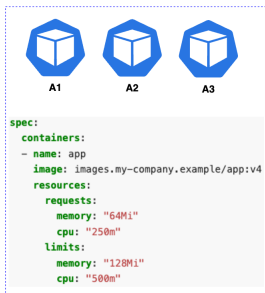 A1 A2 A3
spec:
  containers:
  - name: app
    image: images.my-company.example/app:v4
    resources:
      requests:
        memory: "64Mi"
        cpu: "250m"
      limits:
        memory: "128Mi"
        cpu: "500m"